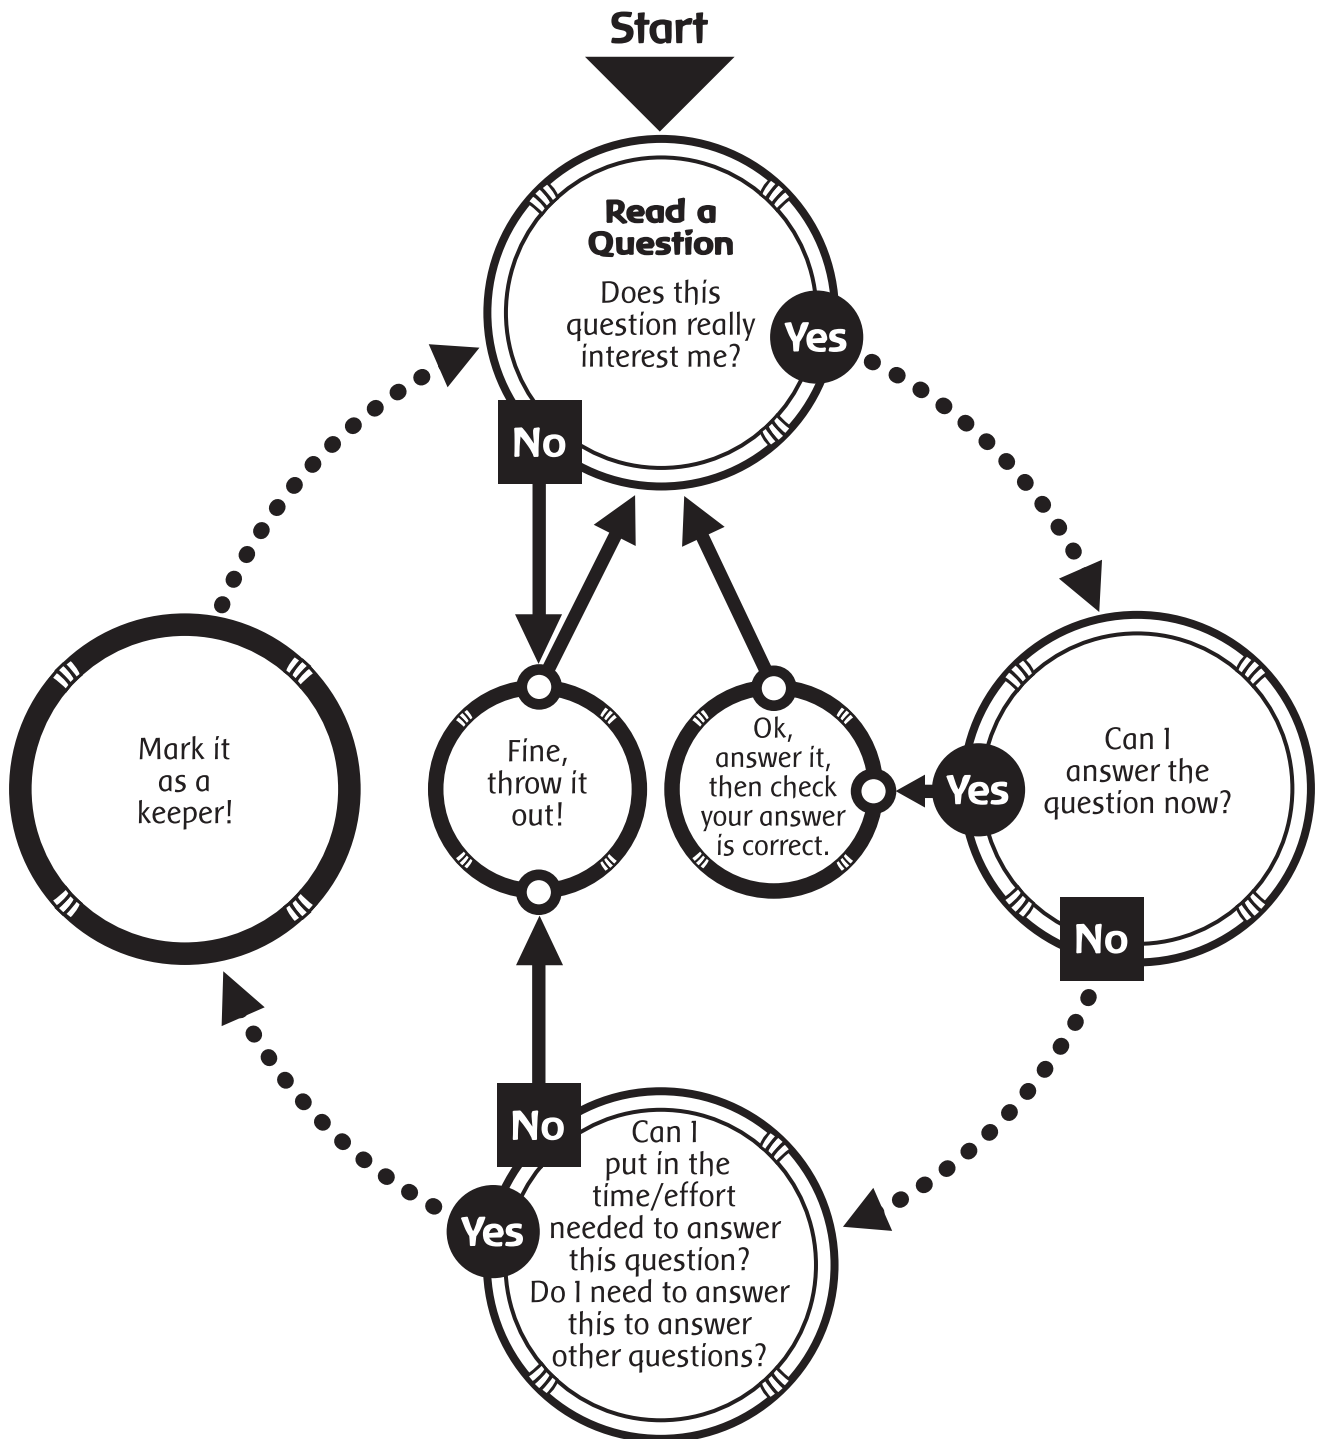 Start
Read a
Question
Does this
question really
interest me?
Yes
No
Mark it
as a
keeper!
Fine,
throw it
out!
Ok,
answer it,
then check
your answer
is correct.
Yes
Can I
answer the
question now?
No
No
Yes
Can I
put in the
time/effort
needed to answer
this question?
Do I need to answer
this to answer
other questions?